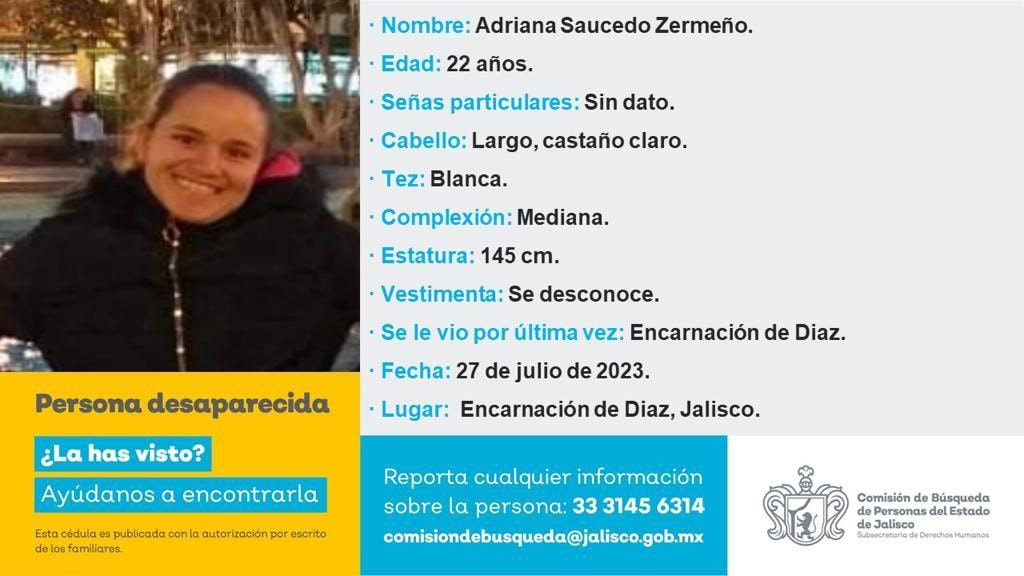 · Nombre: Adriana Saucedo Zermeño.
· Edad: 22 años.
· Señas particulares: Sin dato.
· Cabello: Largo, castaño claro.
· Tez: Blanca.
· Complexión: Mediana.
· Estatura: 145 cm.
· Vestimenta: Se desconoce.
· Se le vio por última vez: Encarnación de Diaz.
· Fecha: 27 de julio de 2023.
· Lugar: Encarnación de Diaz, Jalisco.
Persona desaparecida
¿La has visto?
Ayúdanos a encontrarla
Esta cédula es publicada con la autorización por escrito
de los familiares.
Reporta cualquier información
sobre la persona: 33 3145 6314
comisiondebusqueda@jalisco.gob.mx
Comisión de Búsqueda
de Personas del Estado
de Jalisco
Subsecretaría de Derechos Humanos